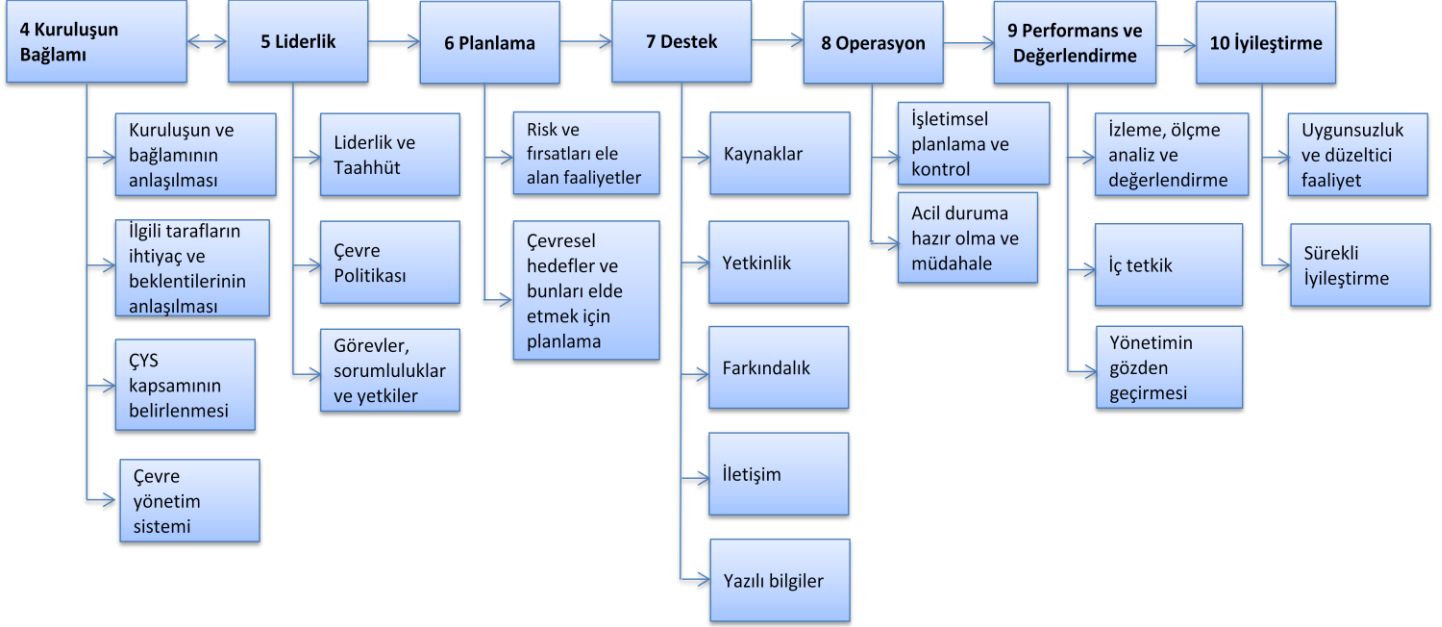 4 Kuruluşun
Bağlamı
5 Liderlik
6 Planlama
7 Destek
8 Operasyon
9 Performans ve
Değerlendirme
10 İyileştirme
Kuruluşun ve
bağlamının
anlaşılması
İlgili tarafların
ihtiyaç ve
beklentilerinin
anlaşılması
ÇYS
kapsamının
belirlenmesi
Çevre
yönetim
sistemi
Liderlik ve
Taahhüt
Çevre
Politikası
Görevler,
sorumluluklar
ve yetkiler
Risk ve
fırsatları ele
alan faaliyetler
Çevresel
hedefler ve
bunları elde
etmek için
planlama
Kaynaklar
Yetkinlik
Farkındalık
İletişim
Yazılı bilgiler
İşletimsel
planlama ve
kontrol
Acil duruma
hazır olma ve
müdahale
İzleme, ölçme
analiz ve
değerlendirme
İç tetkik
Yönetimin
gözden
geçirmesi
Uygunsuzluk
ve düzeltici
faaliyet
Sürekli
İyileştirme